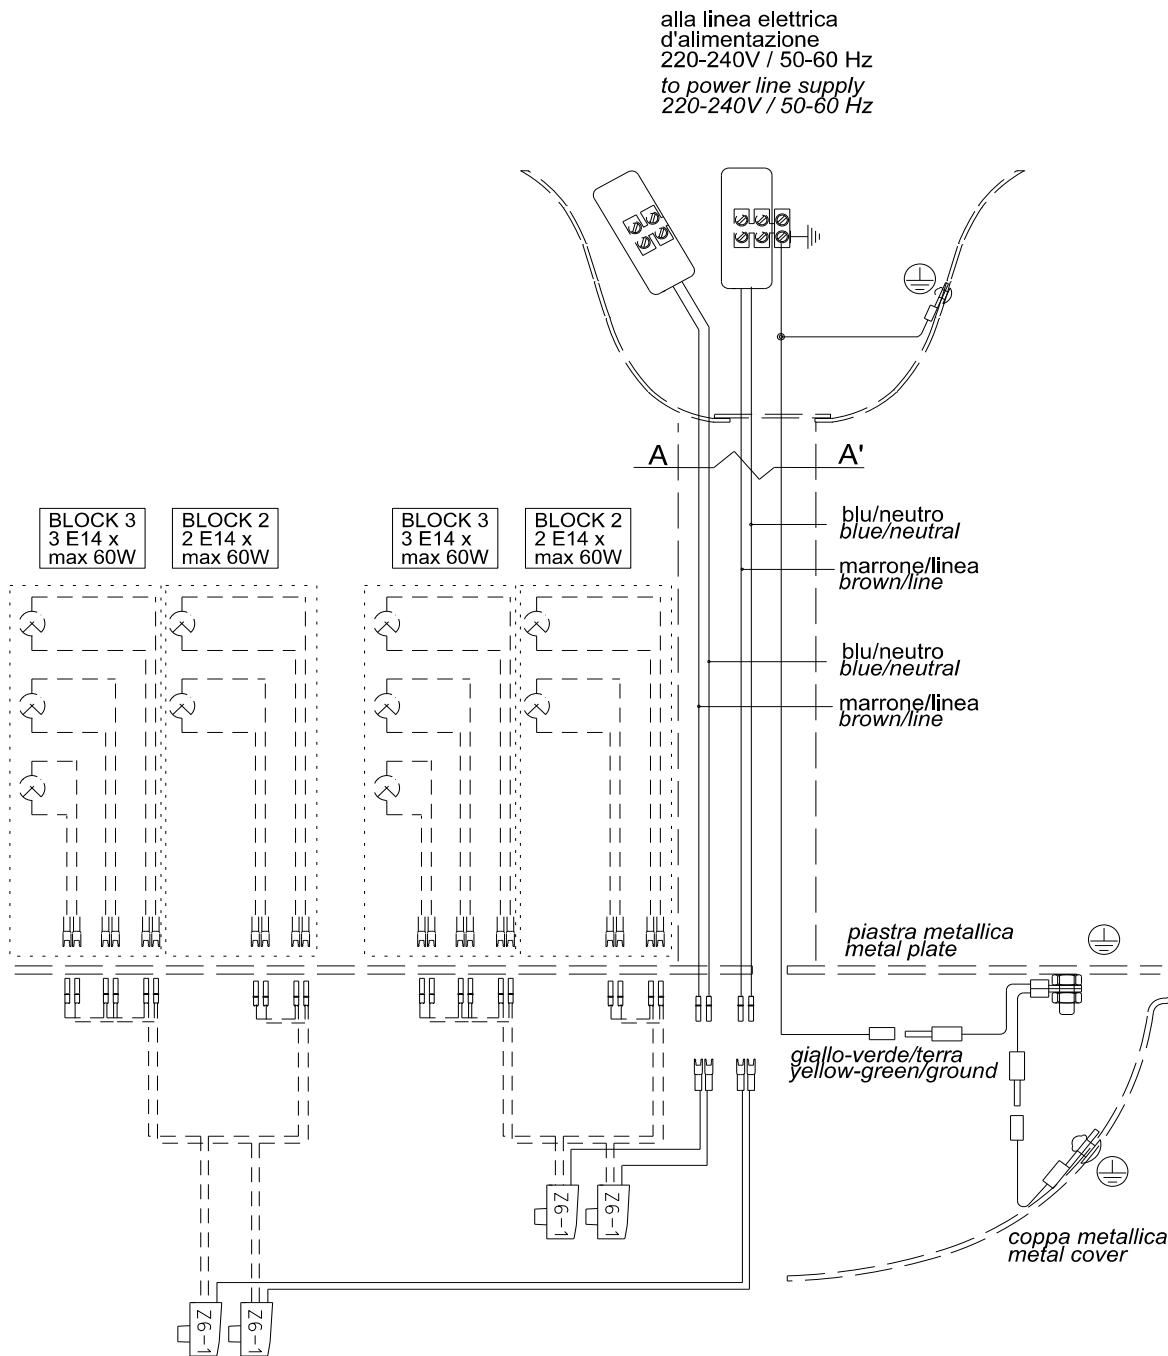 alla linea elettrica
d'alimentazione
220-240V / 50-60 Hz
to power line supply
220-240V / 50-60 Hz
A
A'
BLOCK 3
3 E14 x
max 60W
BLOCK 2
2 E14 x
max 60W
BLOCK 3
3 E14 x
max 60W
BLOCK 2
2 E14 x
max 60W
blu/neutro
blue/neutral
marrone/linea
brown/line
blu/neutro
blue/neutral
marrone/linea
brown/line
piastra metallica
metal plate
giallo-verde/terra
yellow-green/ground
Z6-1
Z6-1
coppa metallica
metal cover
Z6-1
Z6-1